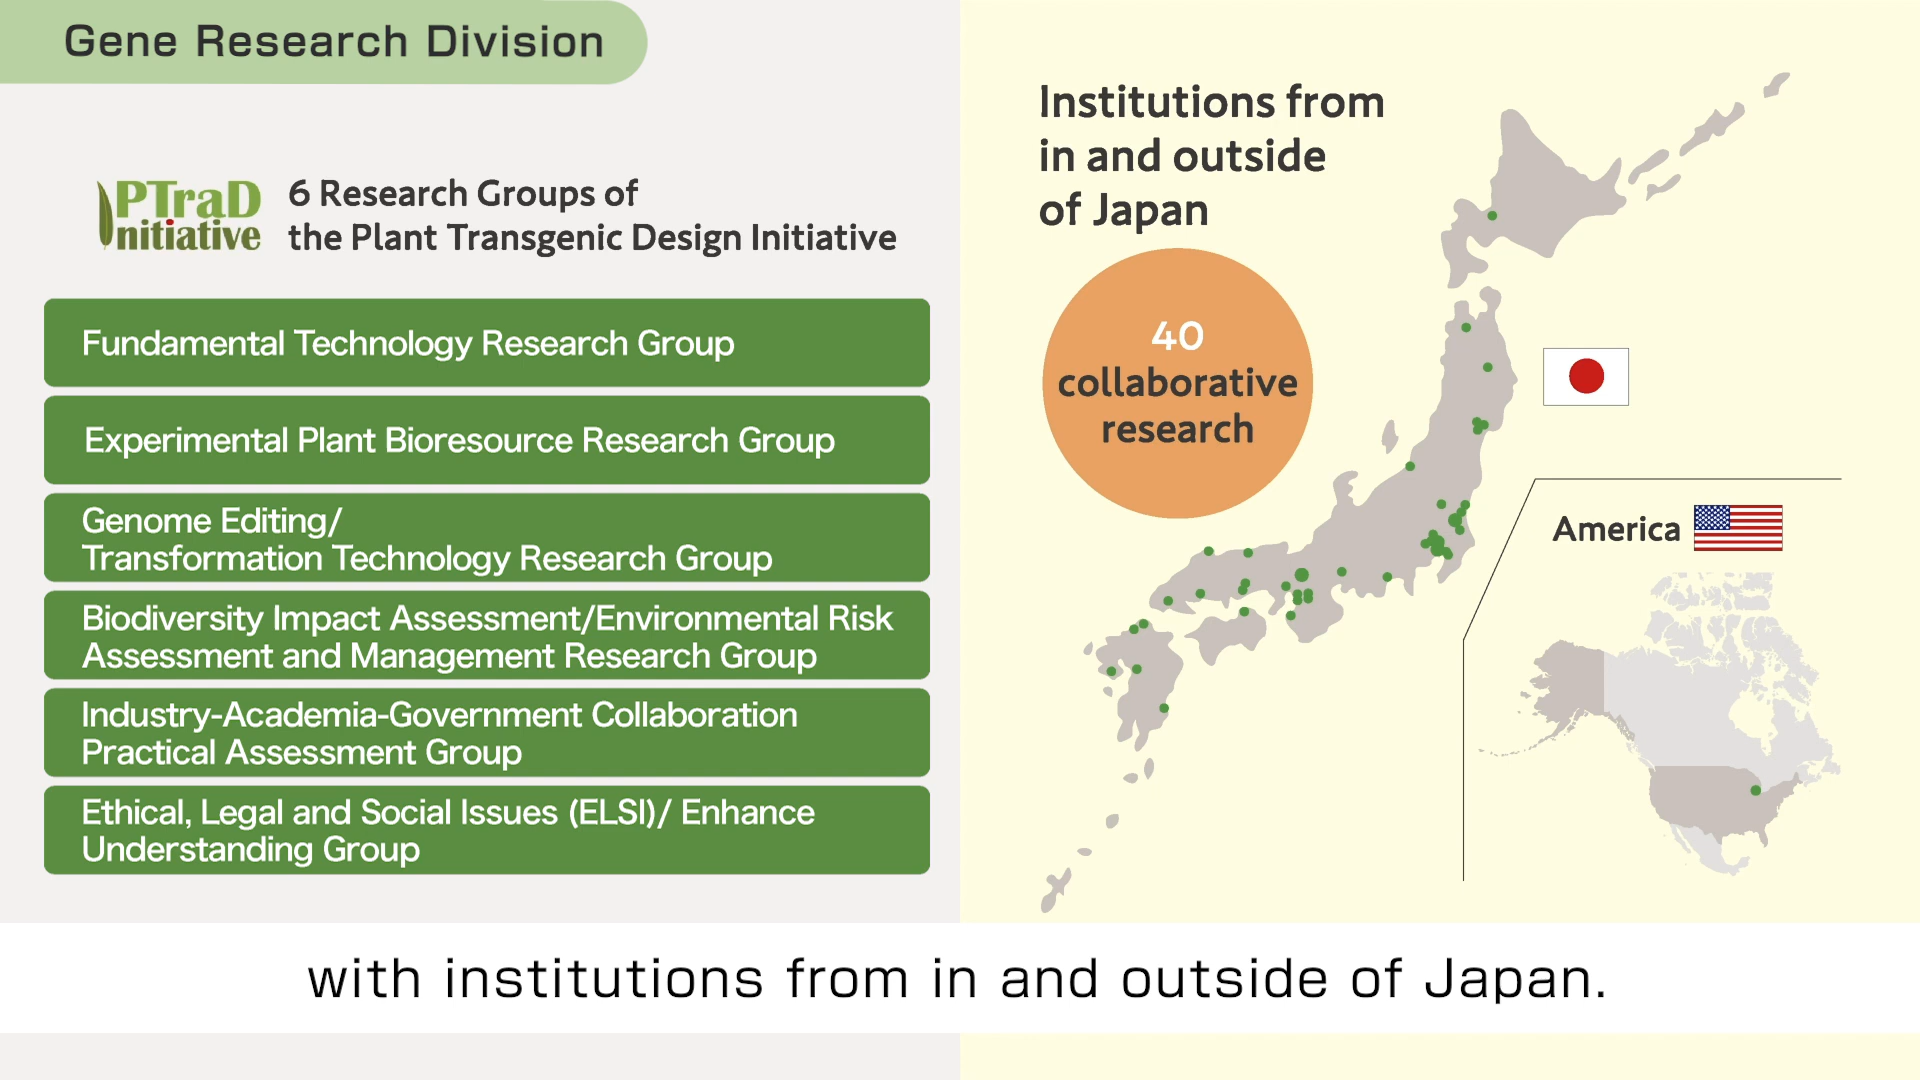 Gene Research Division
PTraD
Initiative
6 Research Groups of
the Plant Transgenic Design Initiative
Fundamental Technology Research Group
Experimental Plant Bioresource Research Group
Genome Editing/
Transformation Technology Research Group
Biodiversity Impact Assessment/Environmental Risk
Assessment and Management Research Group
Industry-Academia-Government Collaboration
Practical Assessment Group
Ethical, Legal and Social Issues (ELSI)/ Enhance
Understanding Group
Institutions from
in and outside
of Japan
40
collaborative
research
America
with institutions from in and outside of Japan.